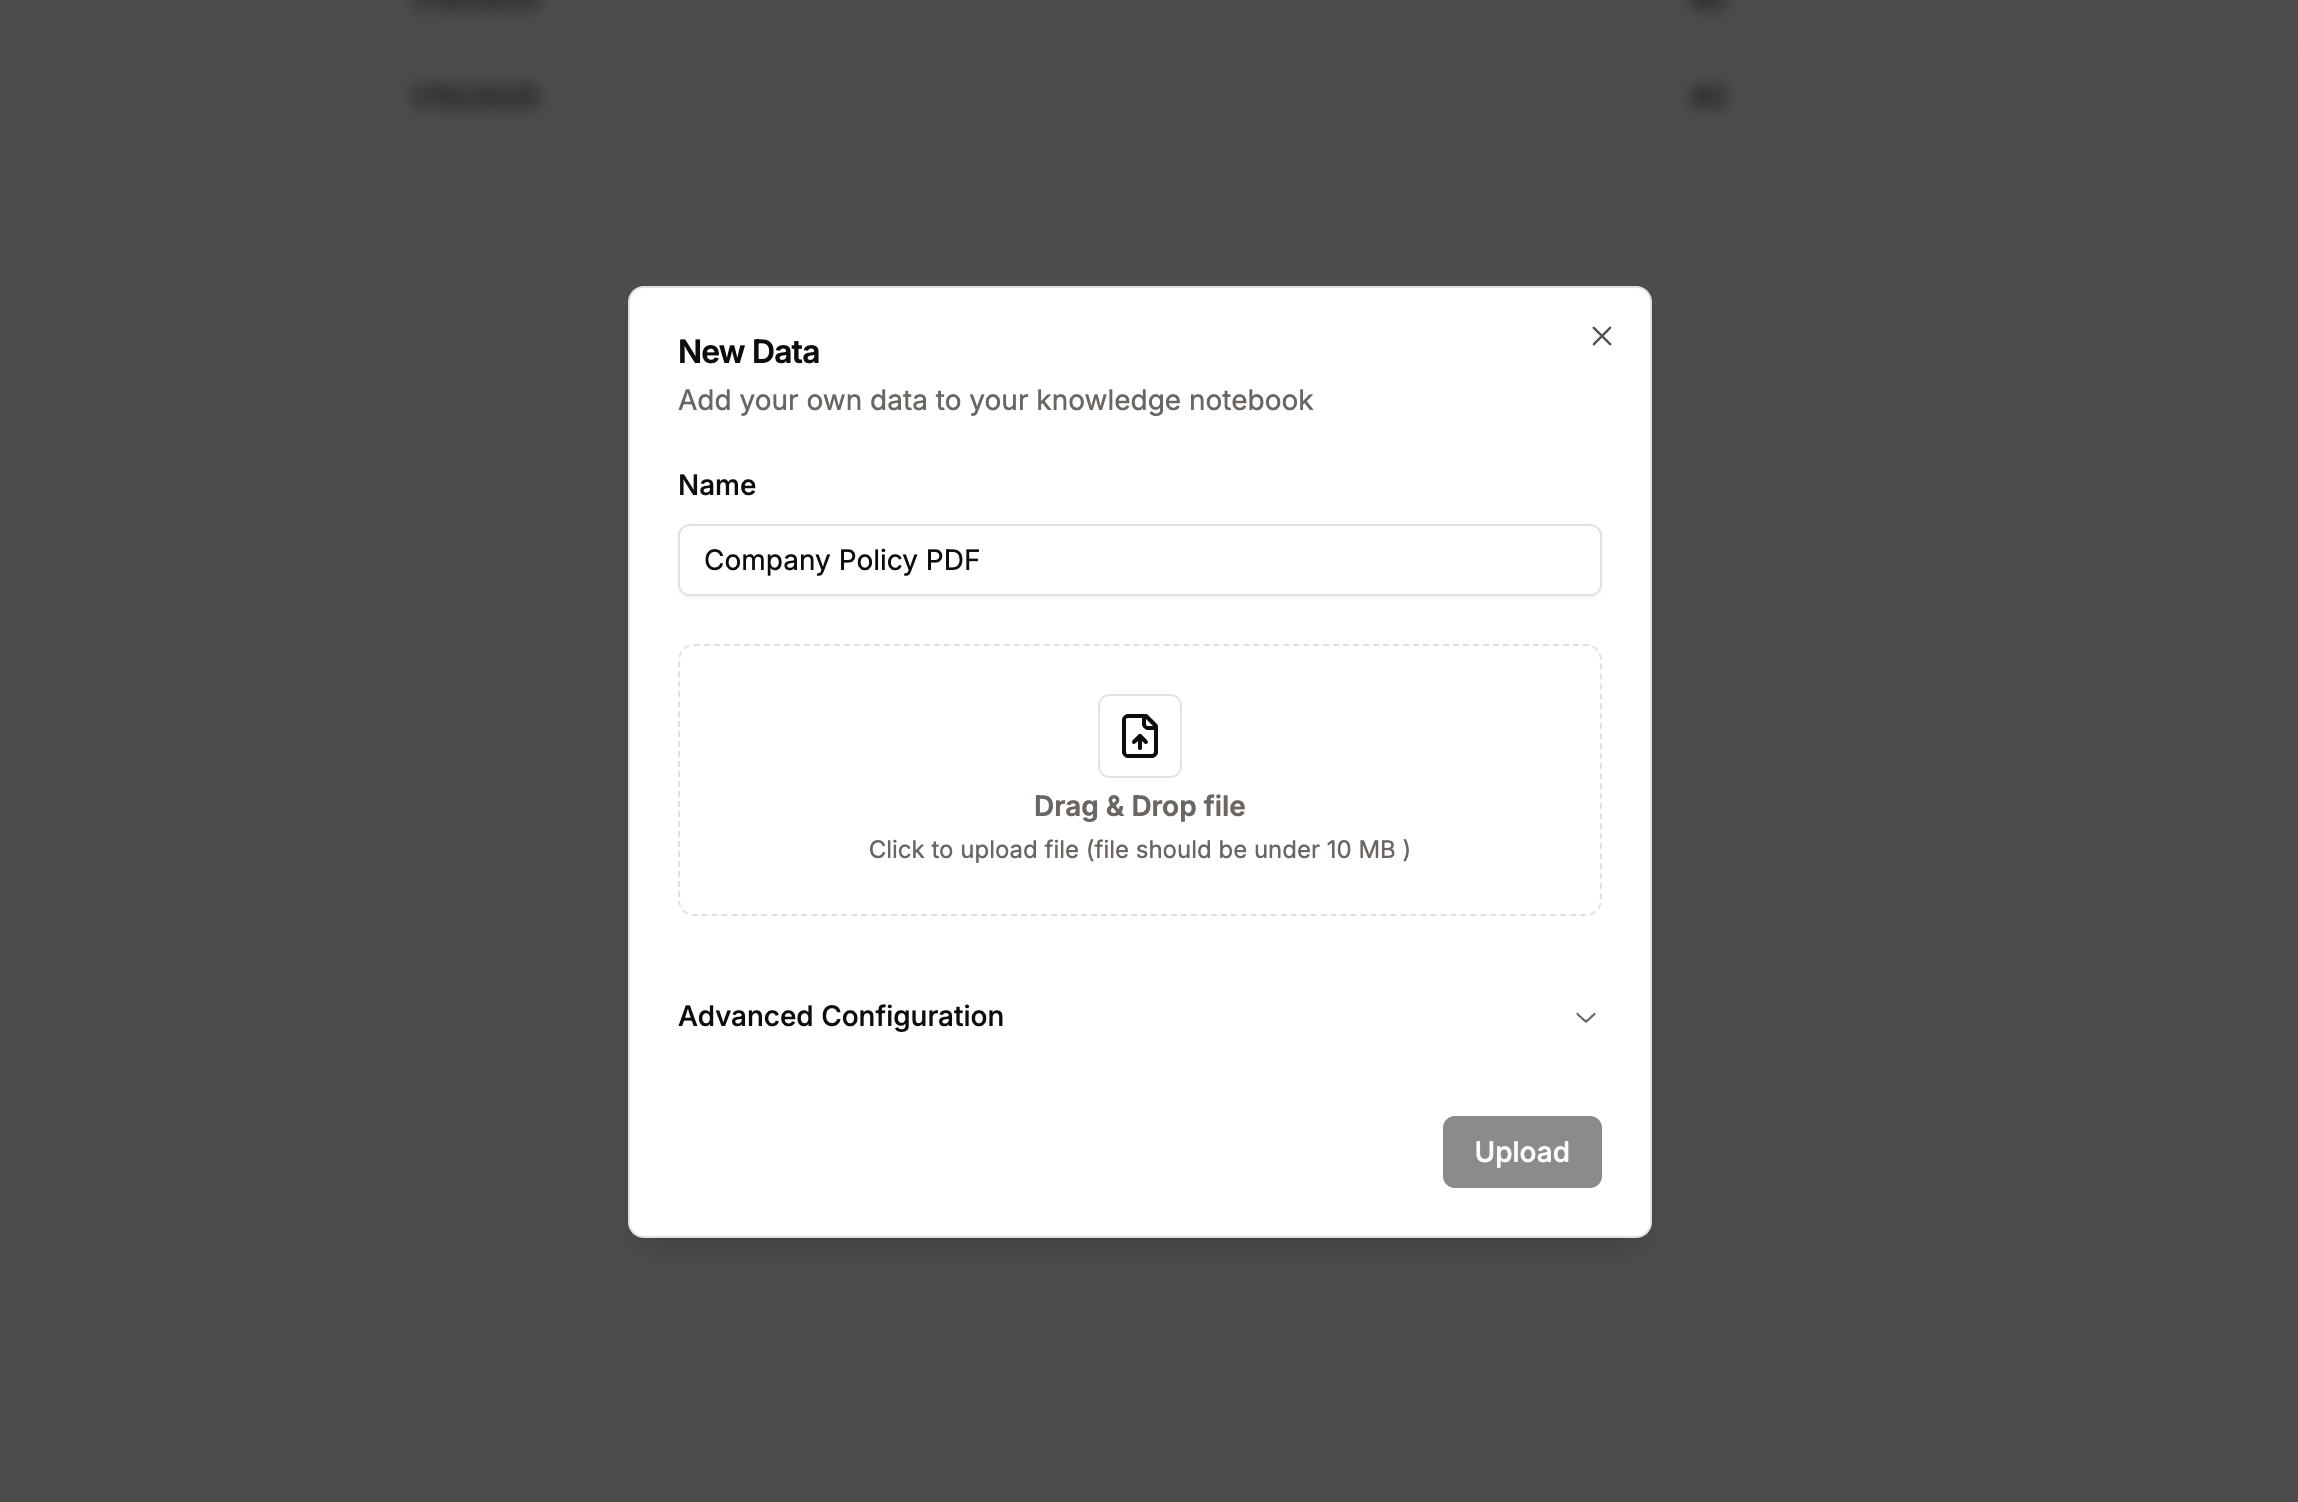 New Data
Add your own data to your knowledge notebook
Name
Company Policy PDF
Drag & Drop file
Click to upload file (file should be under 10 MB )
Advanced Configuration
Upload